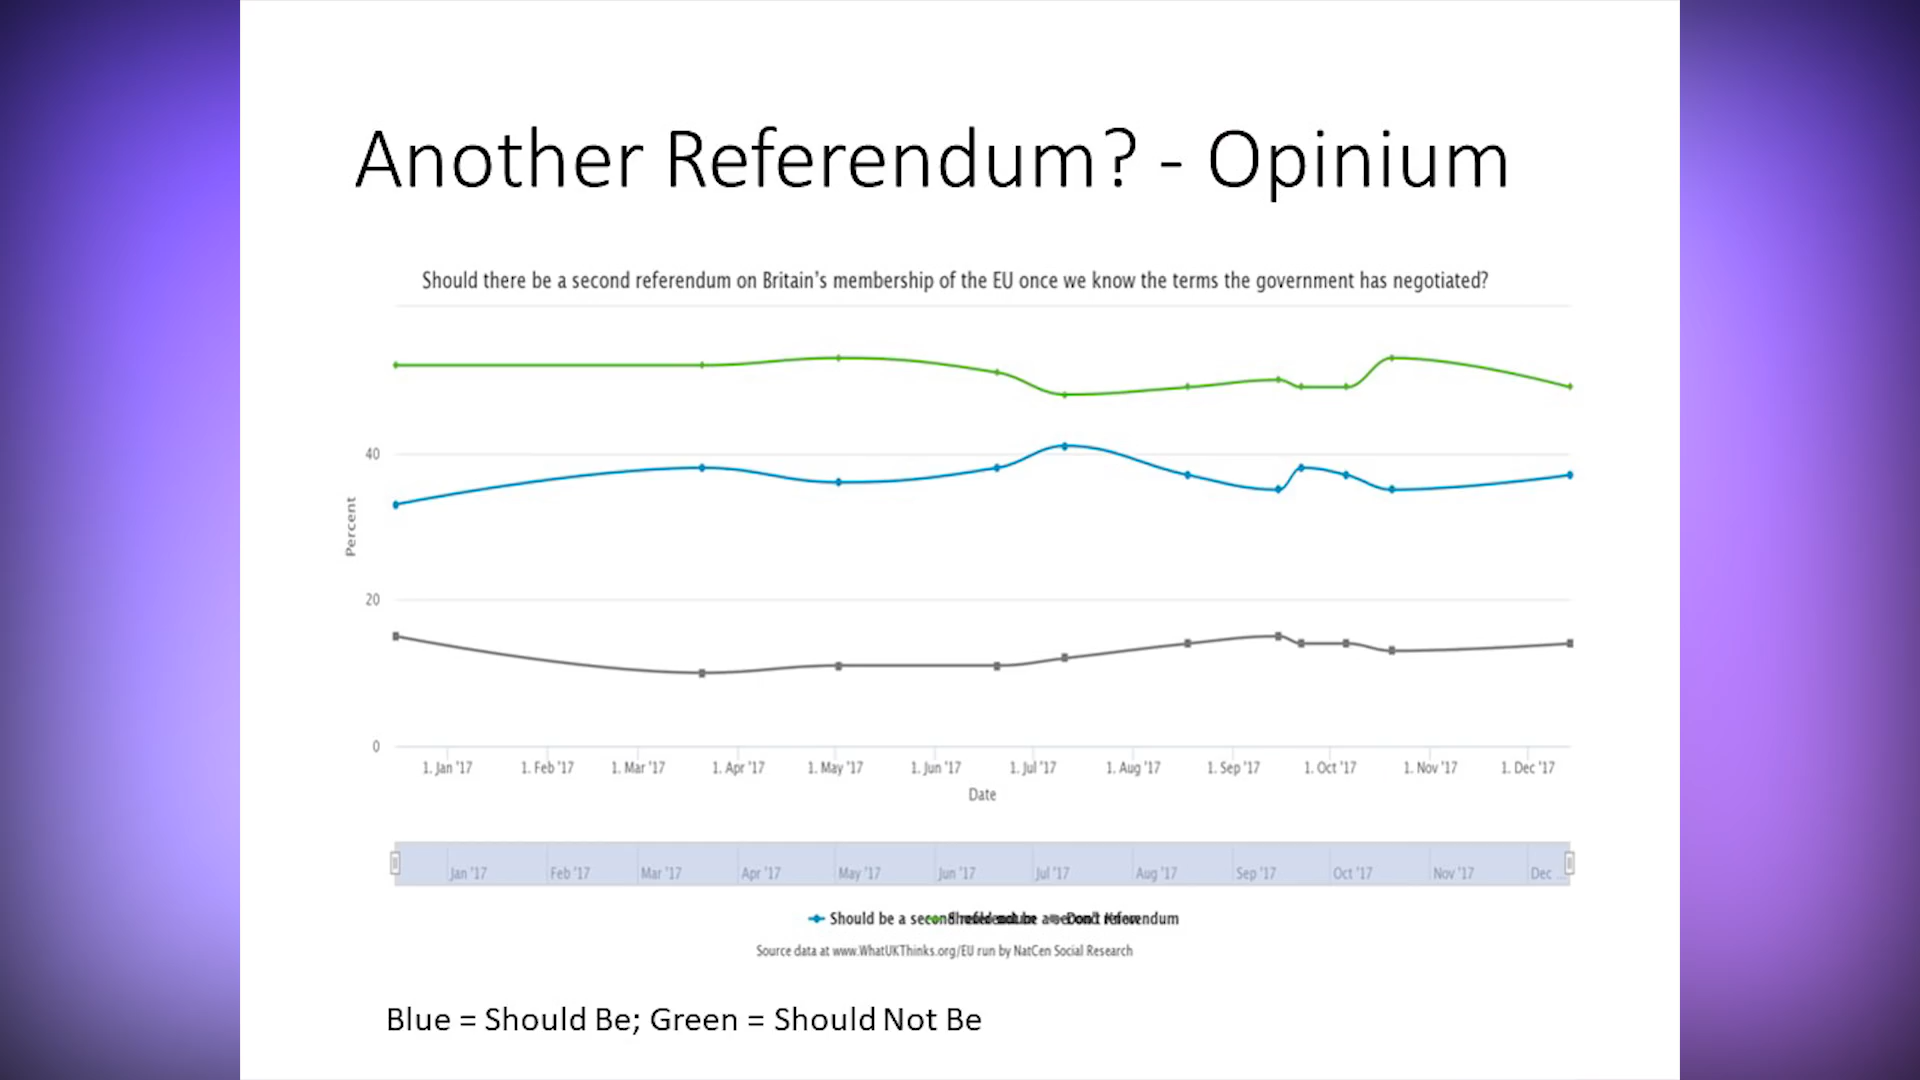 Another Referendum? - Opinium
Should there be a second referendum on Britain's membership of the EU once we know the terms the government has negotiated?
40
Percent
20
0
1. Jan '17 1. Feb '17 1. Mar '17 1. Apr '17 1. May '17 1. Jun '17 1. Jul '17 1. Aug '17 1. Sep '17 1. Oct '17 1. Nov '17 1. Dec '17
Date
Jan '17 Feb '17 Mar '17 Apr '17 May '17 Jun '17 Jul '17 Aug '17 Sep '17 Oct '17 Nov '17 Dec ...
Should be a
Source data at www.WhatUKThinks.org/EU run by NatCen Social Research
Blue = Should Be; Green = Should Not Be